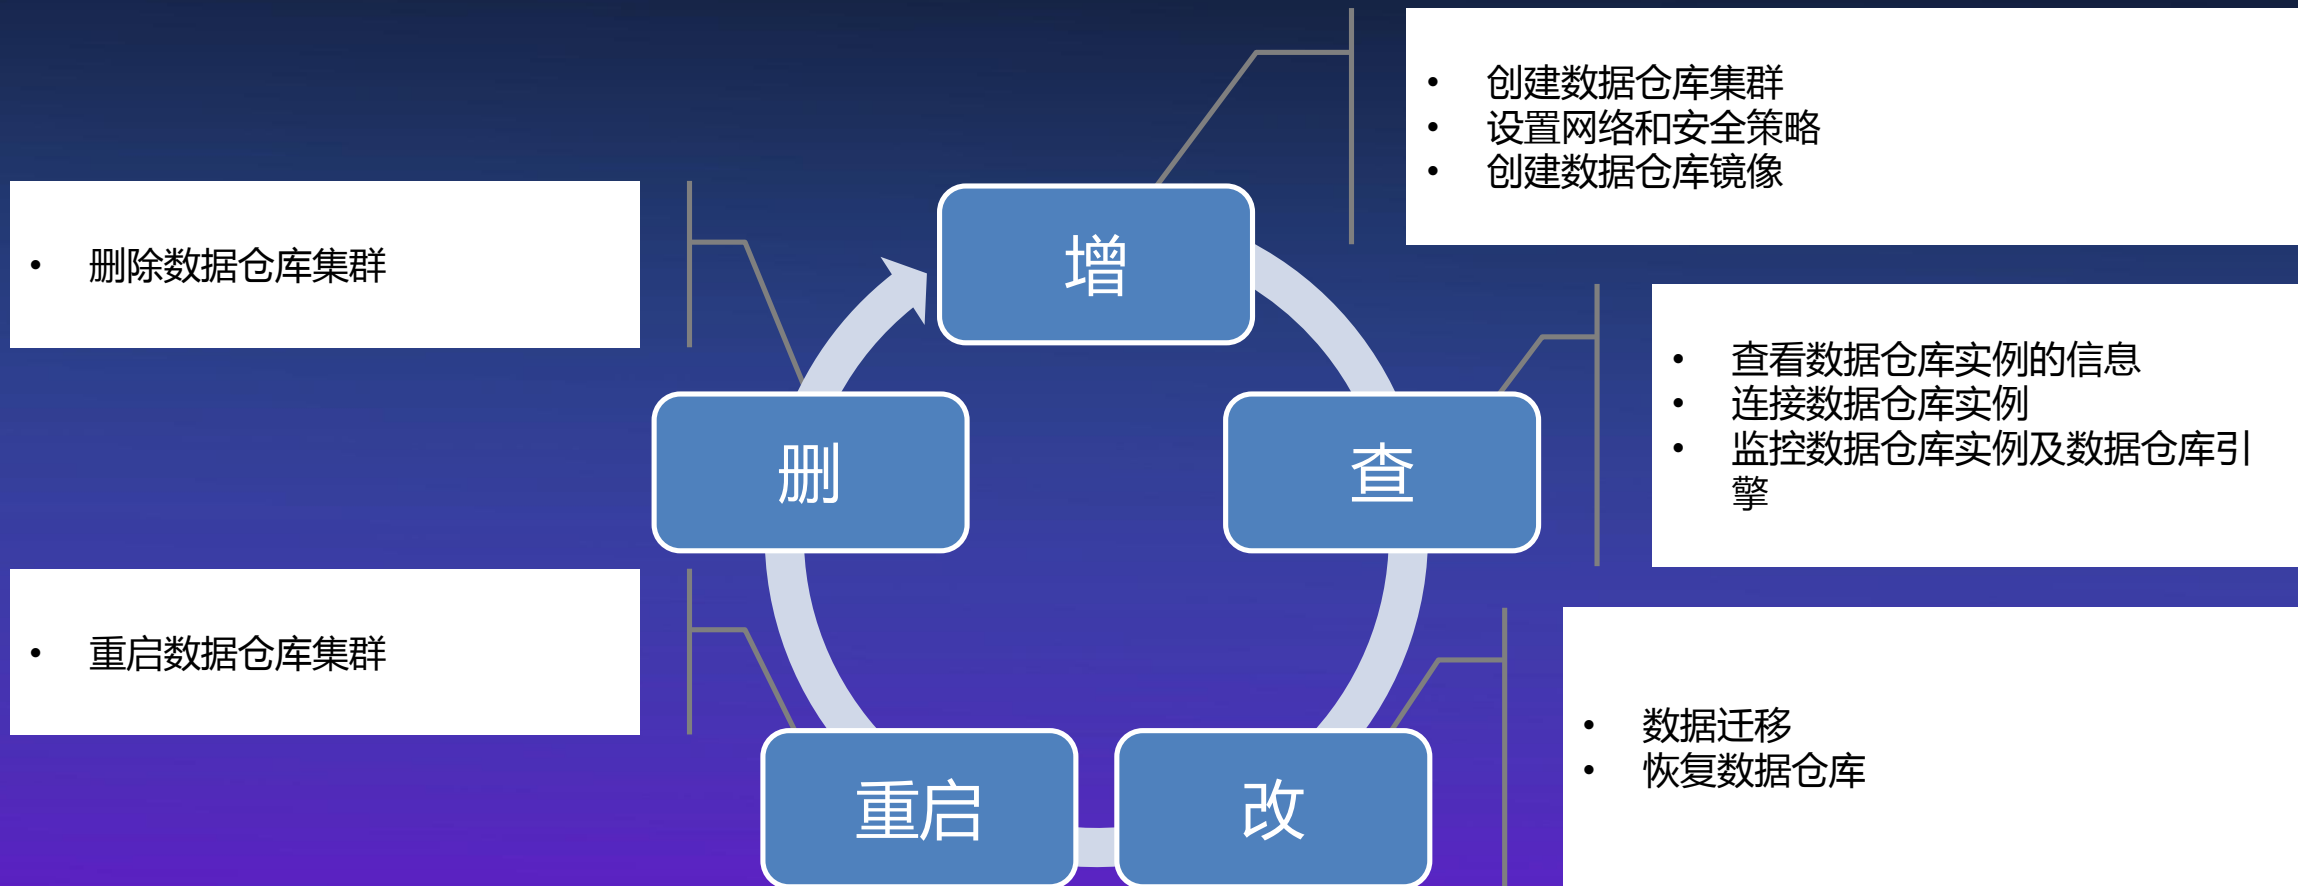 • 创建数据仓库集群
• 设置网络和安全策略
• 创建数据仓库镜像
增
• 删除数据仓库集群
删
查
• 查看数据仓库实例的信息
• 连接数据仓库实例
• 监控数据仓库实例及数据仓库引
擎
• 重启数据仓库集群
重启
改
• 数据迁移
• 恢复数据仓库